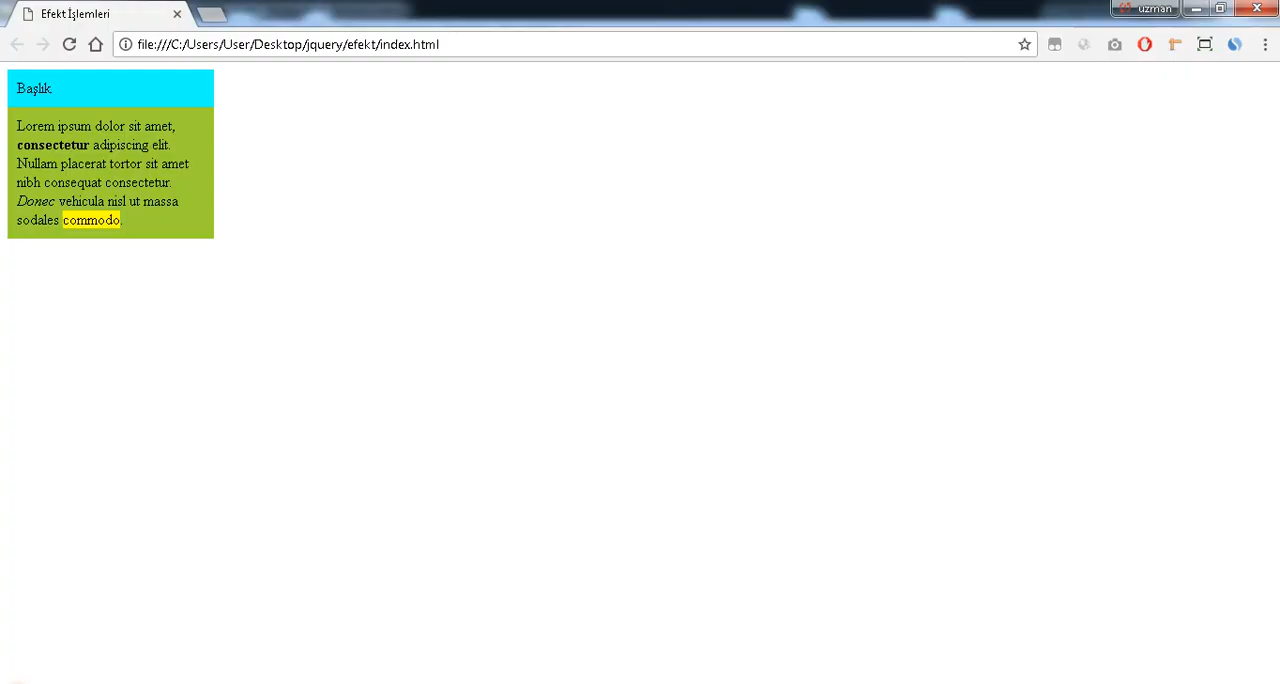 Efekt İşlemleri
uzman
file:///C:/Users/User/Desktop/jquery/efekt/index.html
Başlık
Lorem ipsum dolor sit amet,
consectetur adipiscing elit.
Nullam placerat tortor sit amet
nibh consequat consectetur.
Donec vehicula nisl ut massa
sodales commodo.